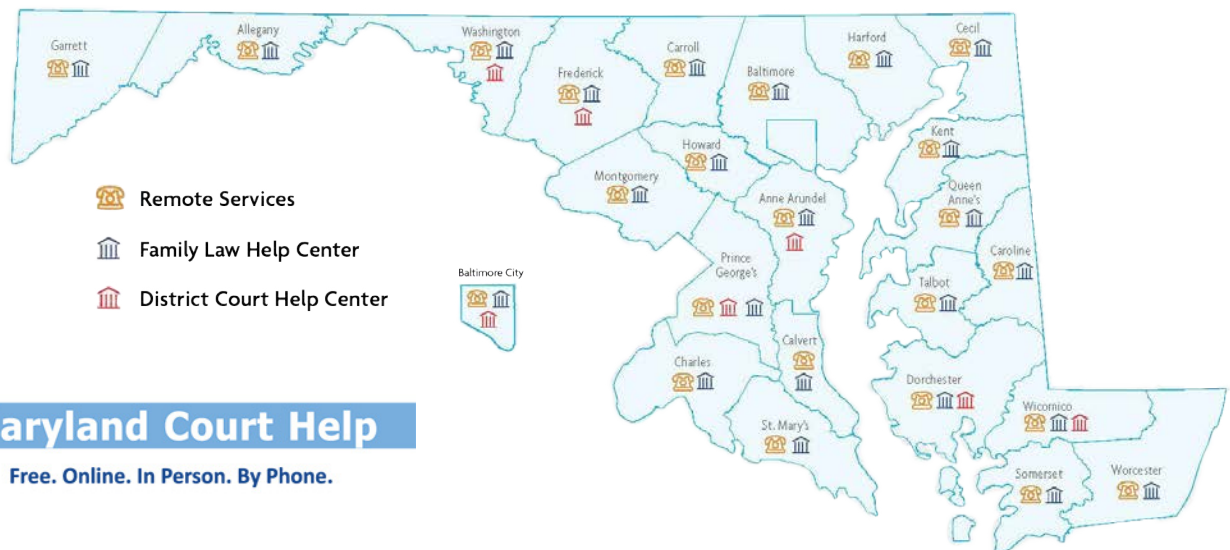 Garrett
Allegany
Washington
Frederick
Carroll
Baltimore
Harford
Cecil
Kent
Howard
Montgomery
Anne Arundel
Queen
Anne's
Caroline
Talbot
Prince
George's
Remote Services
Family Law Help Center
District Court Help Center
Baltimore City
Calvert
Charles
St. Mary's
Dorchester
Wicomico
Somerset
Worcester
aryland Court Help
Free. Online. In Person. By Phone.